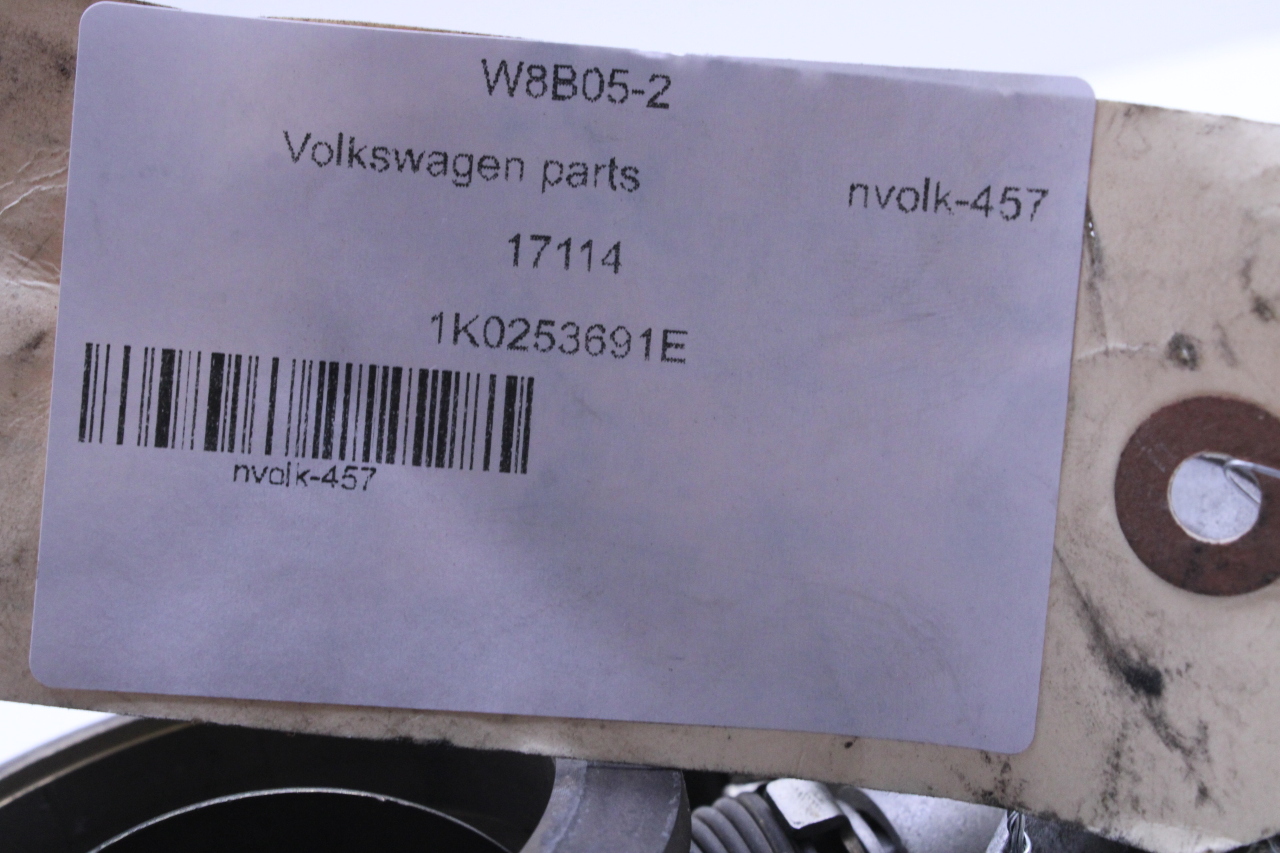 W8B05-2
Volkswagen parts
nvolk-457
17114
1K0253691E
nvolk-457